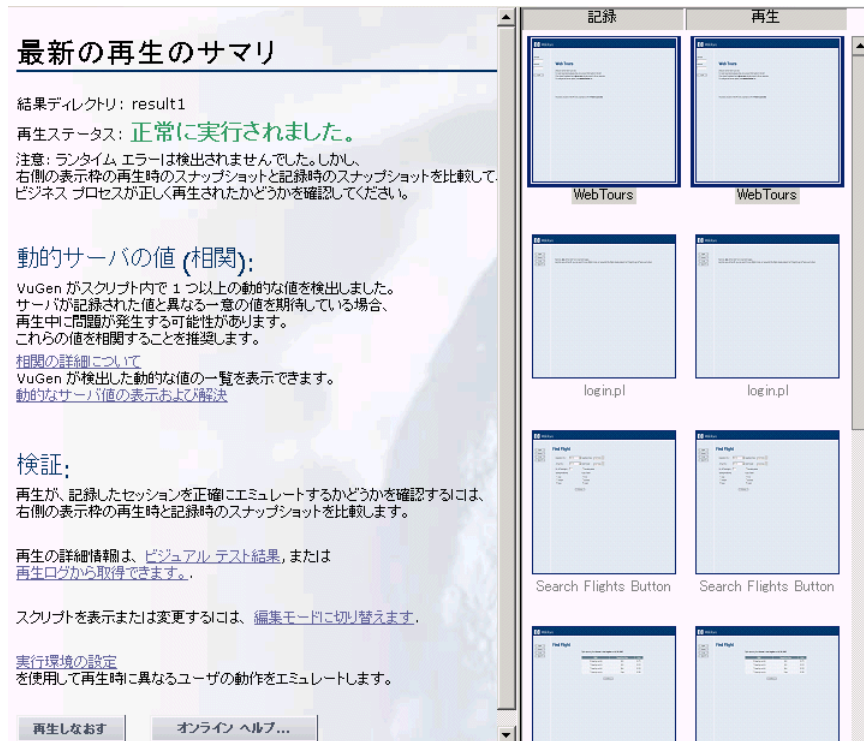 最新の再生のサマリ
結果ディレクトリ: result1
再生ステータス: 正常に実行されました。
注意: ランタイム エラーは検出されませんでした。しかし、
右側の表示枠の再生時のスナップショットと記録時のスナップショットを比較して、
ビジネス プロセスが正しく再生されたかどうかを確認してください。
動的サーバの値 (相関):
VuGen がスクリプト内で 1 つ以上の動的な値を検出しました。
サーバが記録された値と異なる一意の値を期待している場合、
再生中に問題が発生する可能性があります。
これらの値を相関することを推奨します。
相関の詳細について
VuGen が検出した動的な値の一覧を表示できます。
動的なサーバ値の表示および解決
検証:
再生が、記録したセッションを正確にエミュレートするかどうかを確認するには、
右側の表示枠の再生時と記録時のスナップショットを比較します。
再生の詳細情報は、ビジュアル テスト結果, または
再生ログから取得できます。.
スクリプトを表示または変更するには、編集モードに切り替えます.
実行環境の設定
を使用して再生時に異なるユーザの動作をエミュレートします。
再生しなおす オンライン ヘルプ...
記録 再生
Web Tours Web Tours
WebTours WebTours
login.pl login.pl
Find Flight Find Flight
Search Flights Button Search Flights Button
Find Flight Find Flight